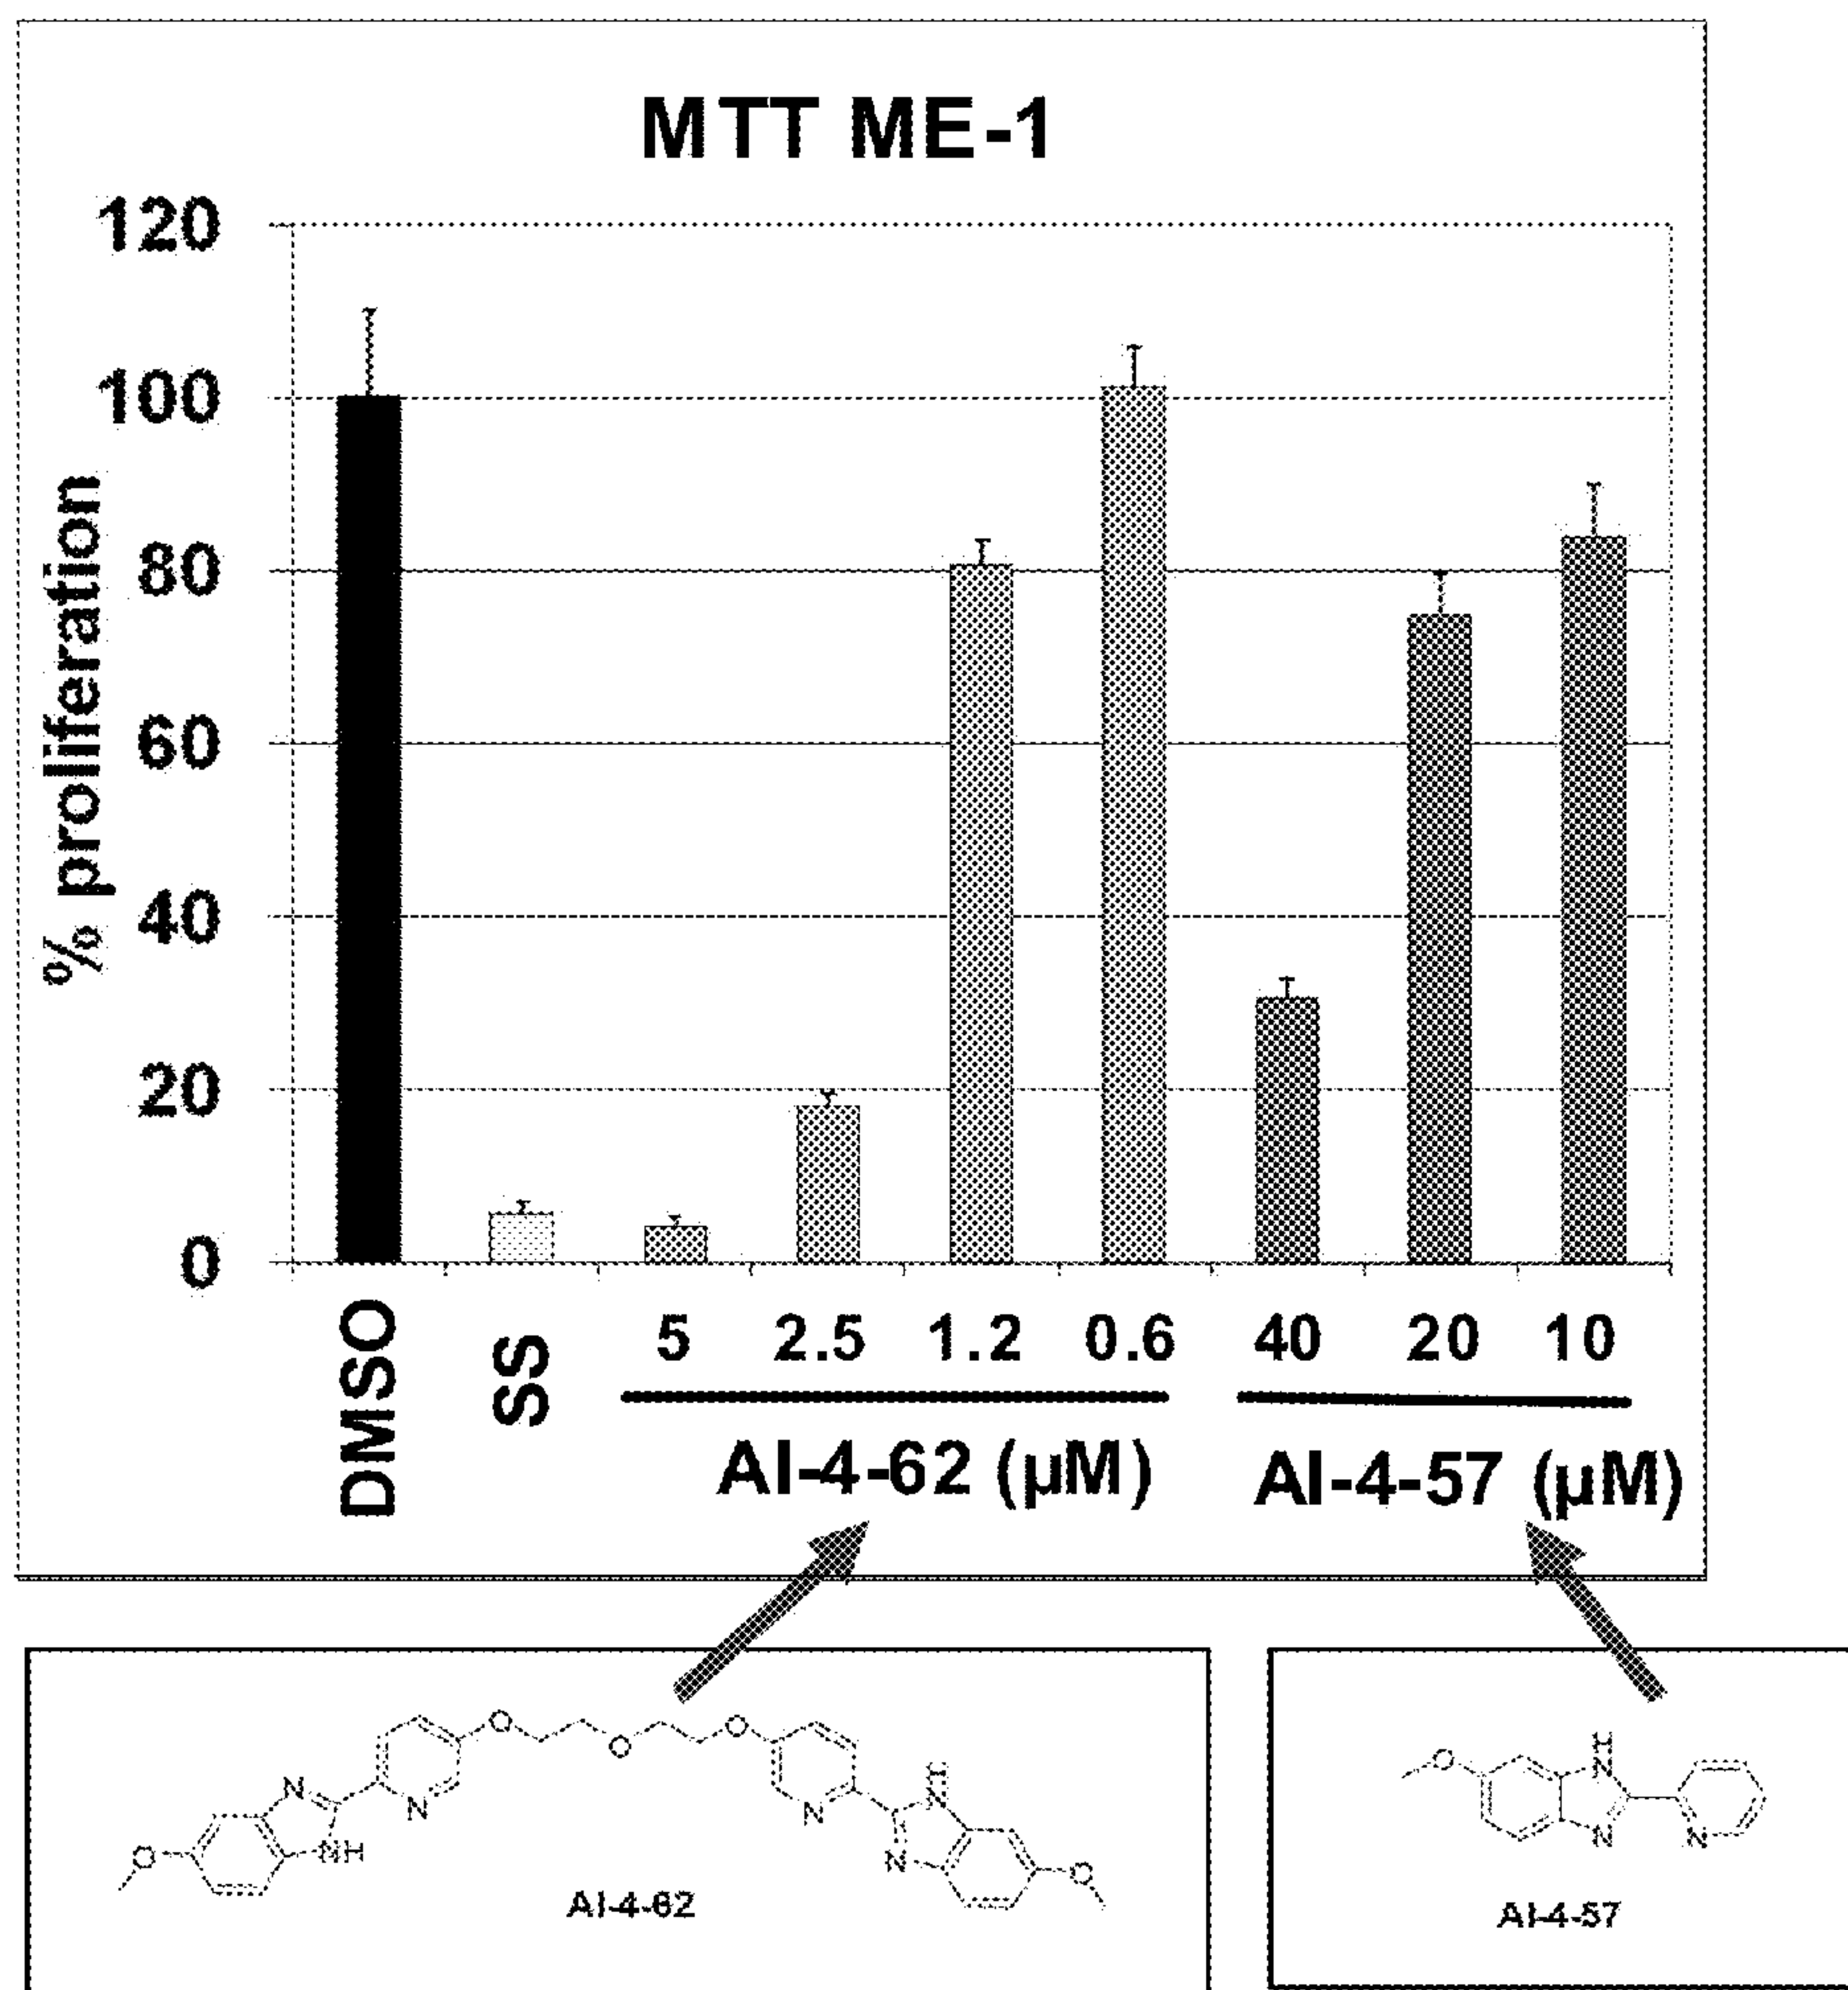 MTT ME-1
120
100
80
60
40
20
0
% proliferation
DMSO
SS
5 2.5 1.2 0.6 40 20 10
AI-4-62 (µM) AI-4-57 (µM)
O O O
N N N H N
O NH N O
AI-4-62
O H N
N N
AI-4-57